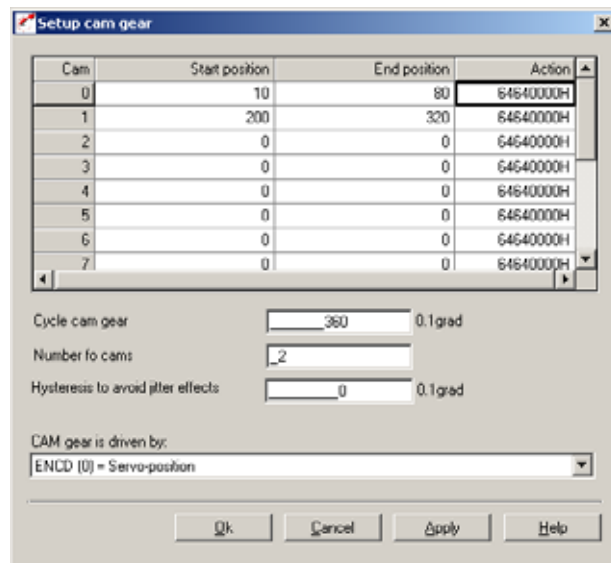 Setup cam gear
Cam Start position End position Action
0 10 80 64640000H
1 200 320 64640000H
2 0 0 64640000H
3 0 0 64640000H
4 0 0 64640000H
5 0 0 64640000H
6 0 0 64640000H
7 0 0 64640000H
Cycle cam gear ______360 0.1grad
Number fo cams _2
Hysteresis to avoid jitter effects ________0 0.1grad
CAM gear is driven by:
ENCD (0) = Servo-position
Ok Cancel Apply Help